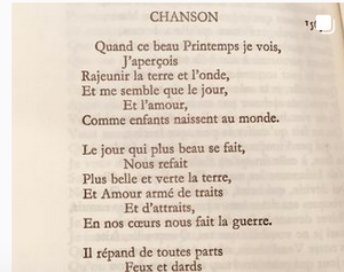 CHANSON
Quand ce beau Printemps je vois,
J'aperçois
Rajeunir la terre et l'onde,
Et me semble que le jour,
Et l'amour,
Comme enfants naissent au monde.
Le jour qui plus beau se fait,
Nous refait
Plus belle et verte la terre,
Et Amour armé de traits
Et d'attraits,
En nos cœurs nous fait la guerre.
Il répand de toutes parts
Feux et dards